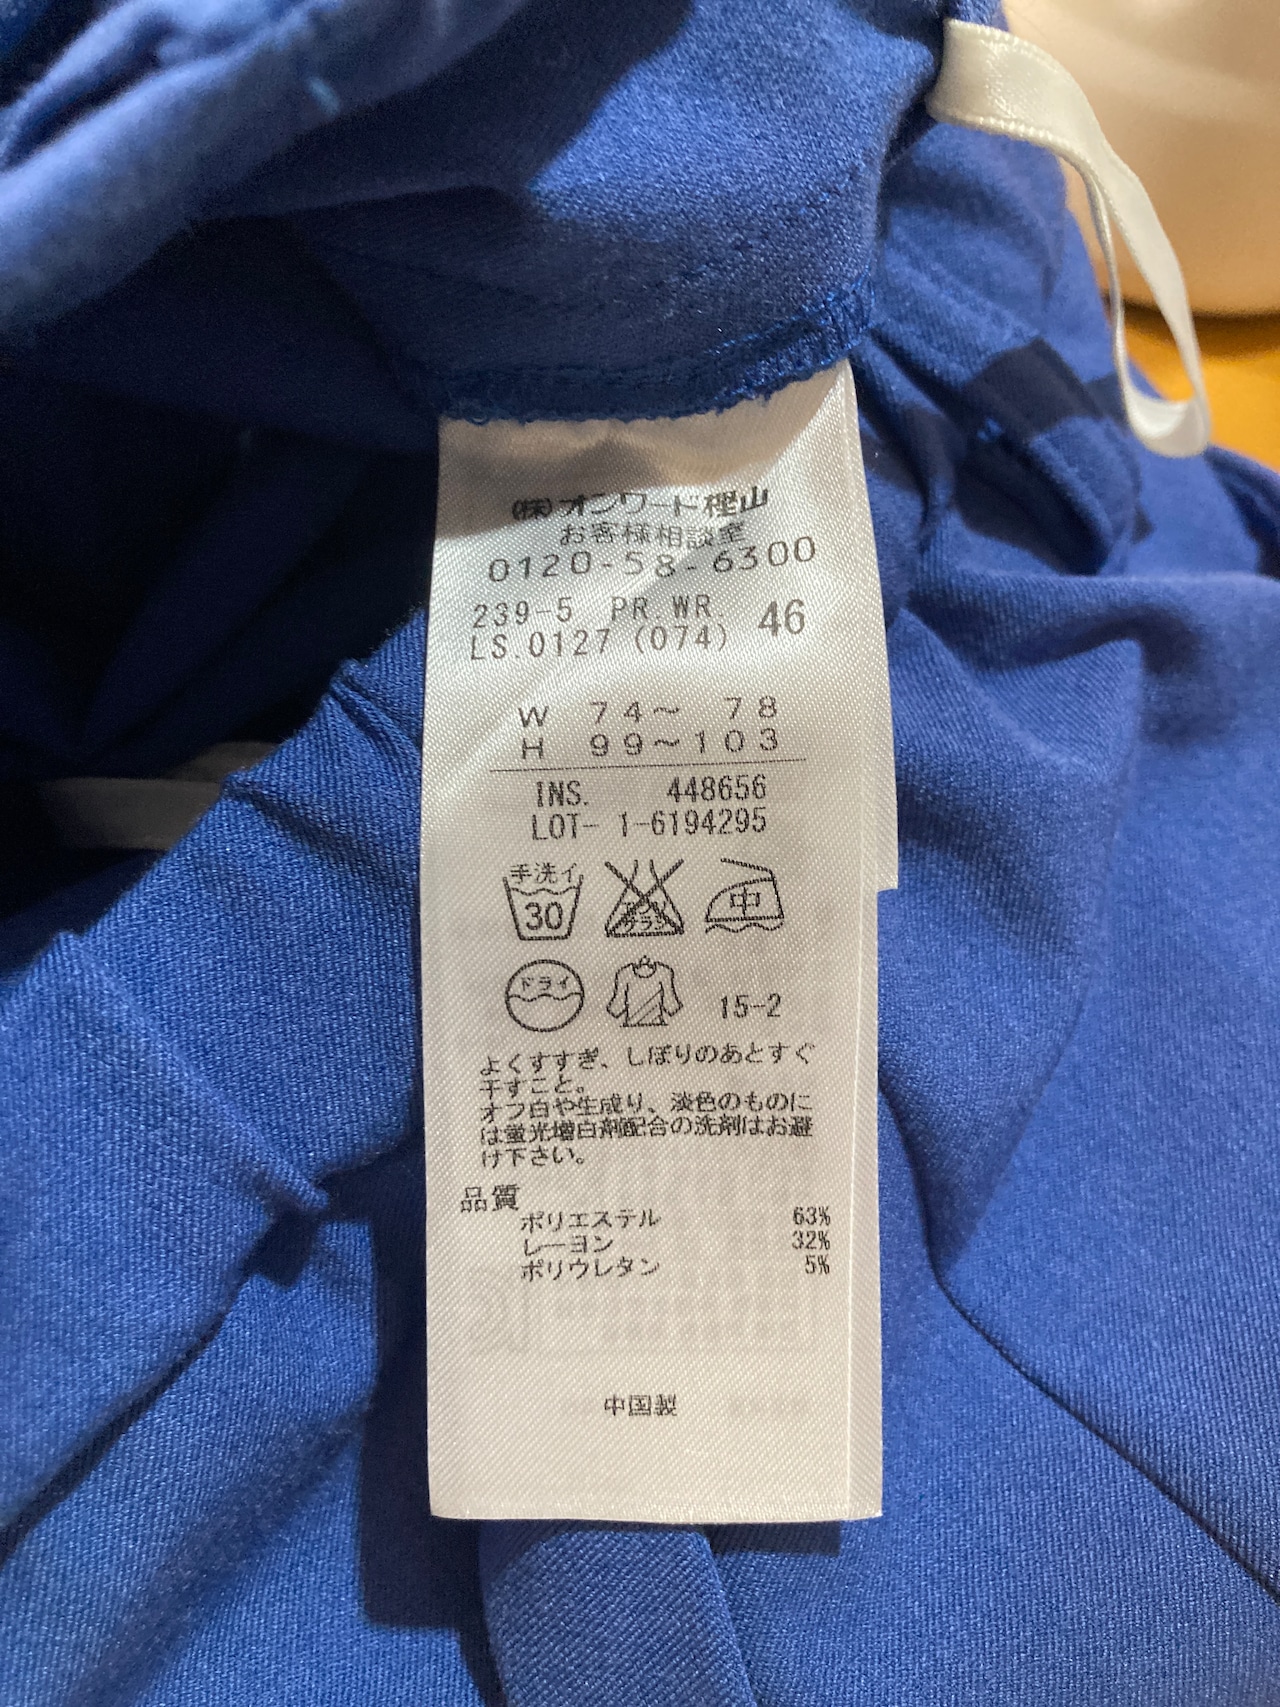 (株)オンワード樫山
お客様相談室
0120-58-6300
239-5 PR WR. 46
LS.0127 (074)
W 74〜 78
H 99〜103
INS. 448656
LOT- 1-6194295
手洗イ
30
エンソ
サラシ
中
ドライ
15-2
よくすすぎ、しぼりのあとすぐ
干すこと。
オフ白や生成り、淡色のものに
は蛍光増白剤配合の洗剤はお避
け下さい。
品質
ポリエステル 63%
レーヨン 32%
ポリウレタン 5%
中国製